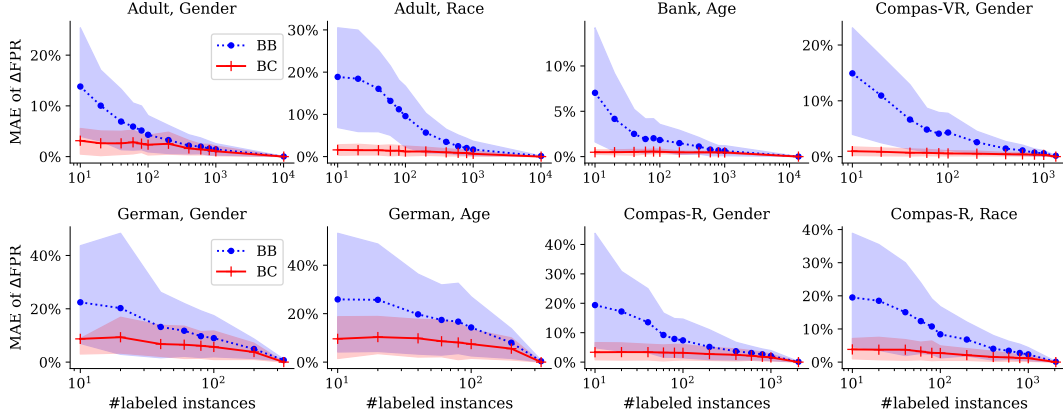 Adult, Gender
Adult, Race
Bank, Age
Compas-VR, Gender
MAE of ΔFPR
20%
10%
0%
BB
BC
10¹ 10² 10³ 10⁴
30%
20%
10%
0%
10¹ 10² 10³ 10⁴
10%
5%
0%
10¹ 10² 10³ 10⁴
20%
10%
0%
10¹ 10² 10³
German, Gender
German, Age
Compas-R, Gender
Compas-R, Race
MAE of ΔFPR
40%
20%
0%
BB
BC
10¹ 10²
#labeled instances
40%
20%
0%
10¹ 10²
#labeled instances
40%
30%
20%
10%
0%
10¹ 10² 10³
#labeled instances
40%
30%
20%
10%
0%
10¹ 10² 10³
#labeled instances